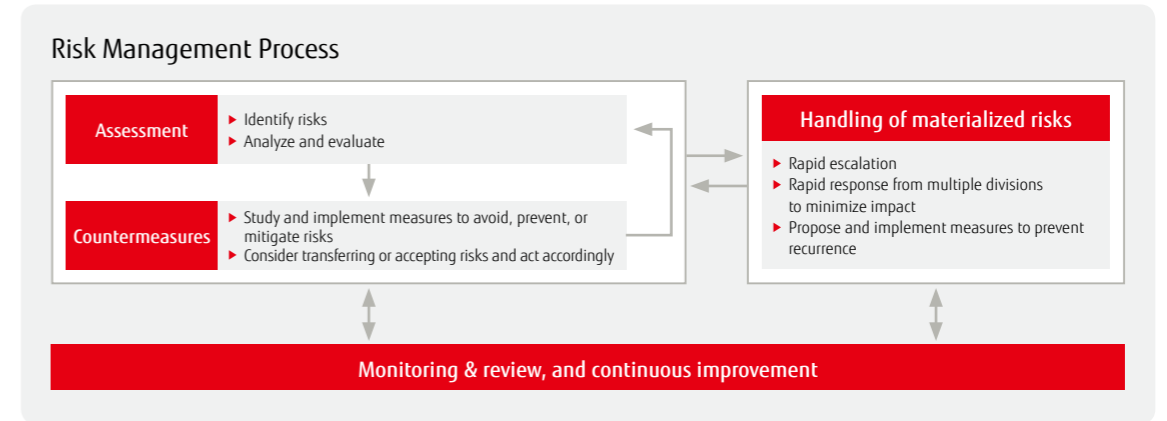 Risk Management Process
Assessment
Identify risks
Analyze and evaluate
Countermeasures
Study and implement measures to avoid, prevent, or
mitigate risks
Consider transferring or accepting risks and act accordingly
Handling of materialized risks
Rapid escalation
Rapid response from multiple divisions
to minimize impact
Propose and implement measures to prevent
recurrence
Monitoring & review, and continuous improvement